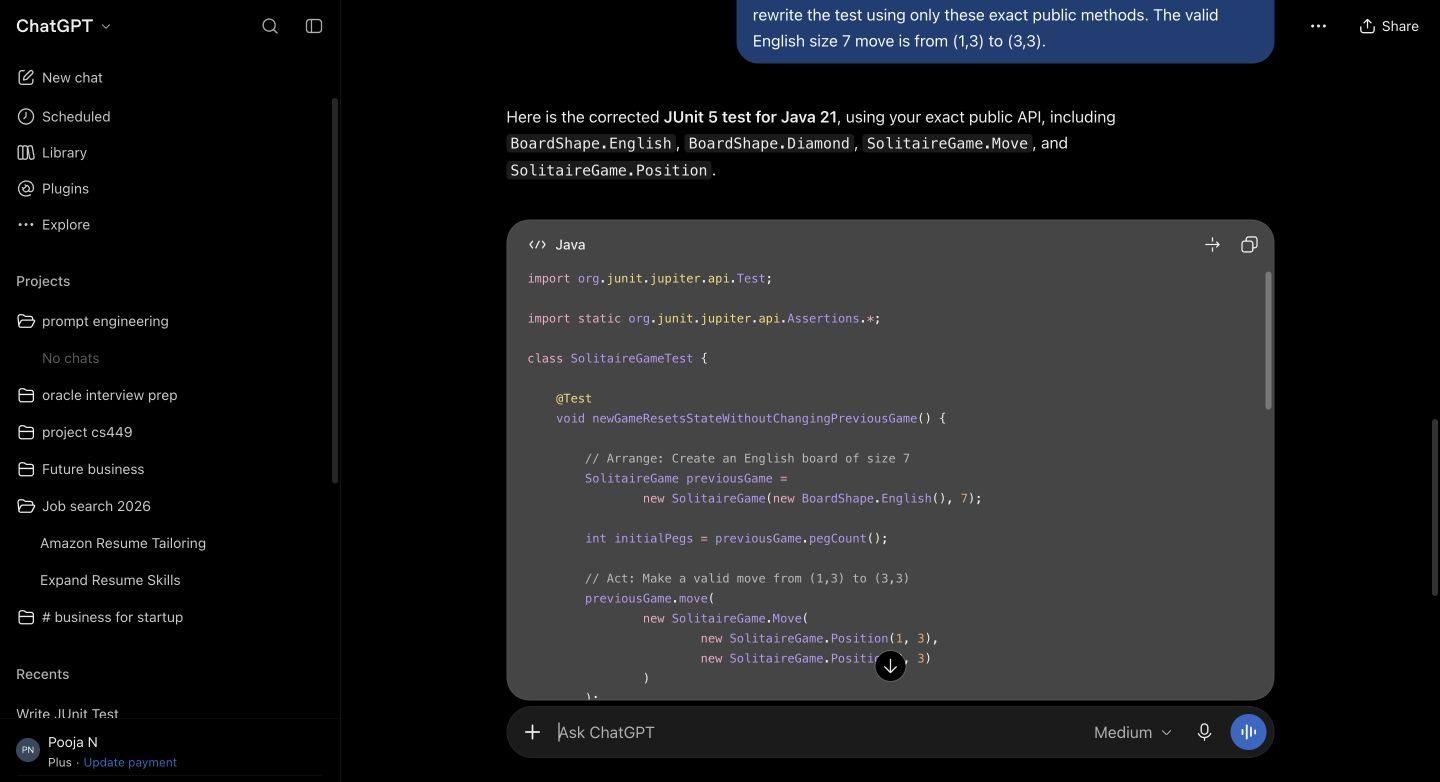 ChatGPT
New chat
Scheduled
Library
Plugins
Explore
Projects
prompt engineering
No chats
oracle interview prep
project cs449
Future business
Job search 2026
Amazon Resume Tailoring
Expand Resume Skills
# business for startup
Recents
Write JUnit Test
PN
Pooja N
Plus · Update payment
Share
rewrite the test using only these exact public methods. The valid
English size 7 move is from (1,3) to (3,3).
Here is the corrected JUnit 5 test for Java 21, using your exact public API, including
BoardShape.English, BoardShape.Diamond, SolitaireGame.Move, and
SolitaireGame.Position.
Java
import org.junit.jupiter.api.Test;
import static org.junit.jupiter.api.Assertions.*;
class SolitaireGameTest {
@Test
void newGameResetsStateWithoutChangingPreviousGame() {
// Arrange: Create an English board of size 7
SolitaireGame previousGame =
new SolitaireGame(new BoardShape.English(), 7);
int initialPegs = previousGame.pegCount();
// Act: Make a valid move from (1,3) to (3,3)
previousGame.move(
new SolitaireGame.Move(
new SolitaireGame.Position(1, 3),
new SolitaireGame.Positio , 3)
)
);
Ask ChatGPT
Medium